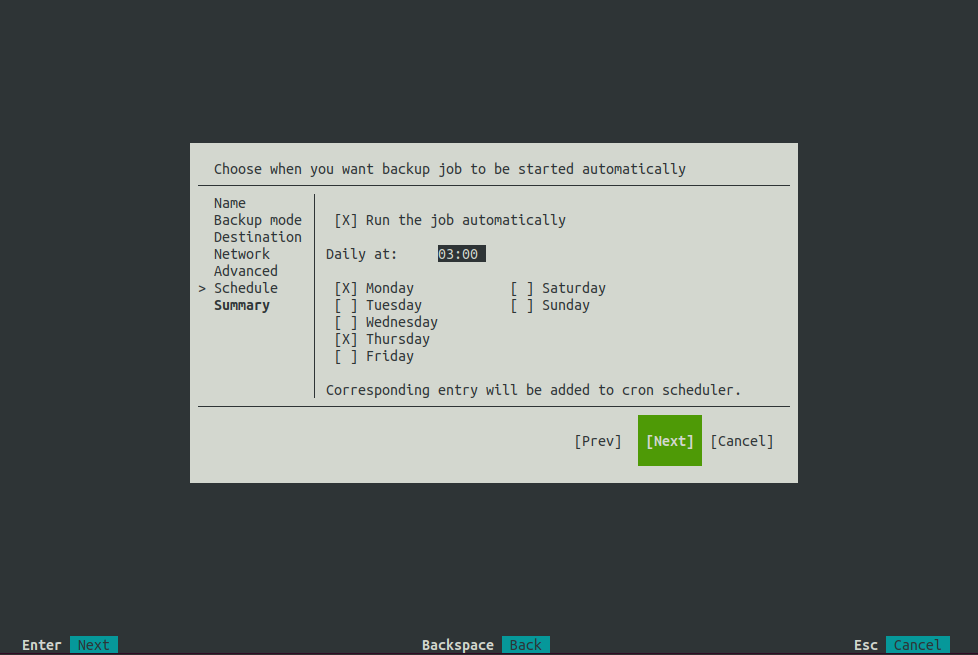 Choose when you want backup job to be started automatically
Name
Backup mode
Destination
Network
Advanced
> Schedule
Summary
[X] Run the job automatically
Daily at: 03:00
[X] Monday [ ] Saturday
[ ] Tuesday [ ] Sunday
[ ] Wednesday
[X] Thursday
[ ] Friday
Corresponding entry will be added to cron scheduler.
[Prev] [Next] [Cancel]
Enter Next Backspace Back Esc Cancel